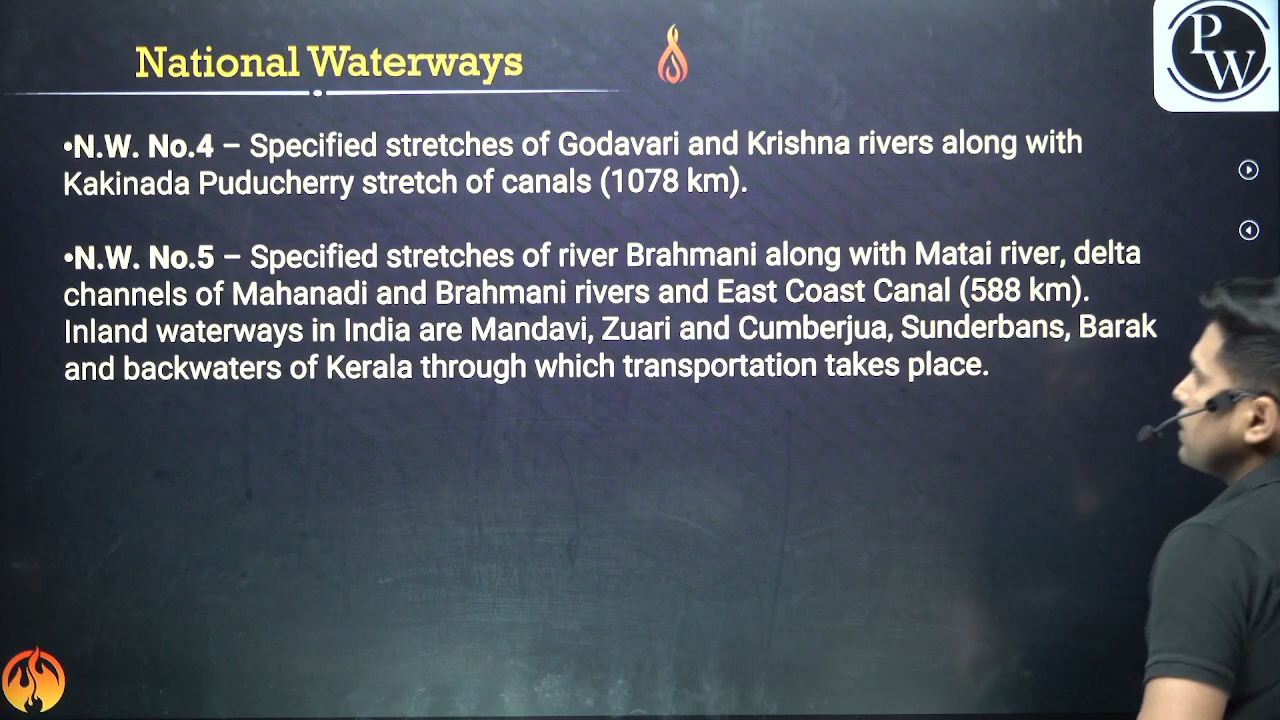 National Waterways
PW
•N.W. No.4 – Specified stretches of Godavari and Krishna rivers along with
Kakinada Puducherry stretch of canals (1078 km).
•N.W. No.5 – Specified stretches of river Brahmani along with Matai river, delta
channels of Mahanadi and Brahmani rivers and East Coast Canal (588 km).
Inland waterways in India are Mandavi, Zuari and Cumberjua, Sunderbans, Barak
and backwaters of Kerala through which transportation takes place.